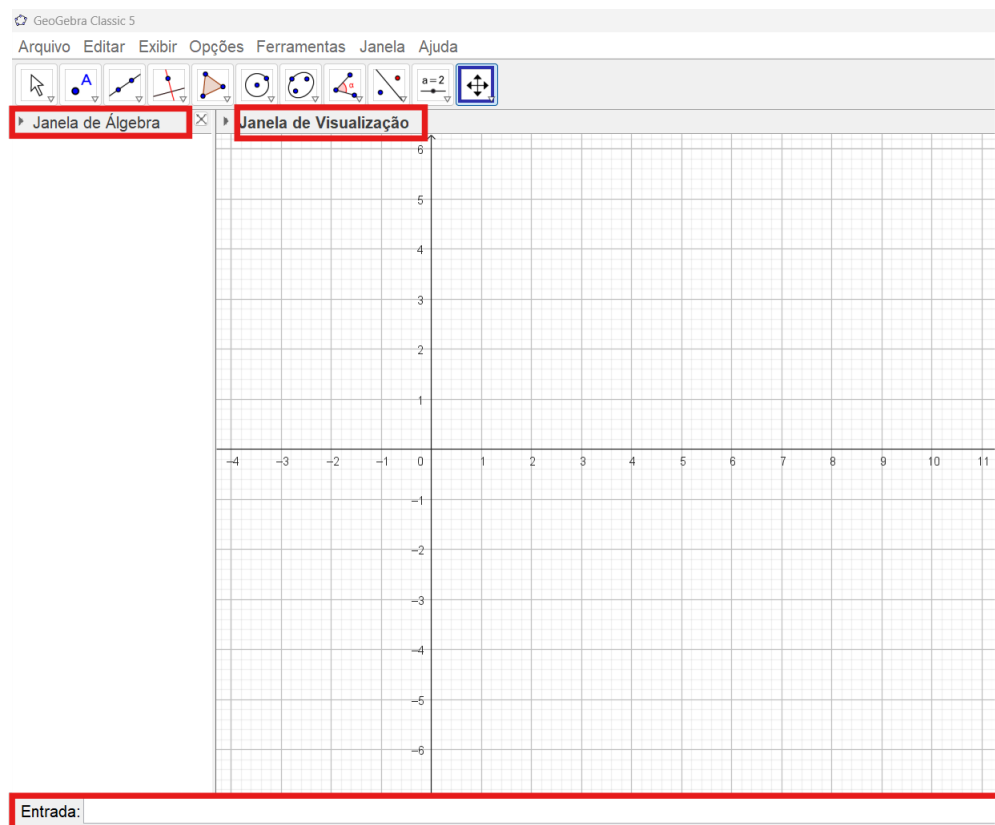 GeoGebra Classic 5
Arquivo Editar Exibir Opções Ferramentas Janela Ajuda
A α a=2
Janela de Álgebra Janela de Visualização
6
5
4
3
2
1
–4 –3 –2 –1 0 1 2 3 4 5 6 7 8 9 10 11
–1
–2
–3
–4
–5
–6
Entrada: